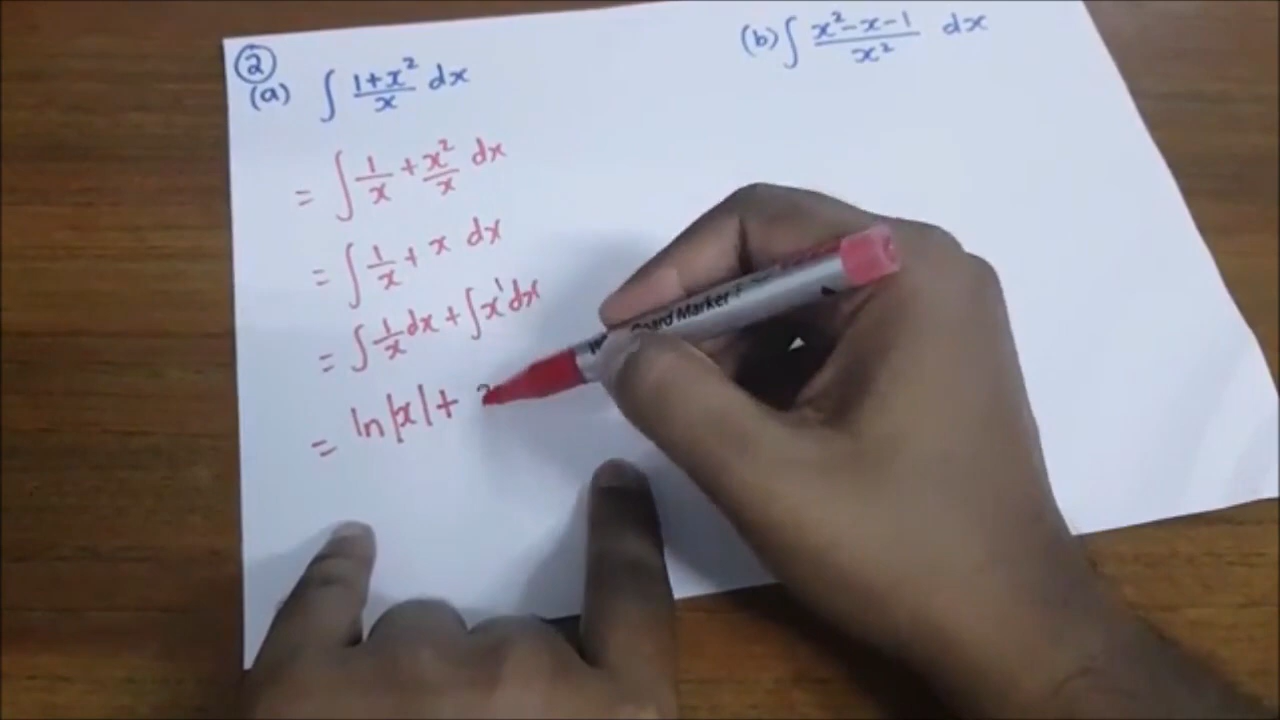 ②
(a) ∫ (1+x²)/x dx
= ∫ 1/x + x²/x dx
= ∫ 1/x + x dx
= ∫ 1/x dx + ∫ x¹ dx
= ln|x| +
(b) ∫ (x²-x-1)/x² dx
Board Marker